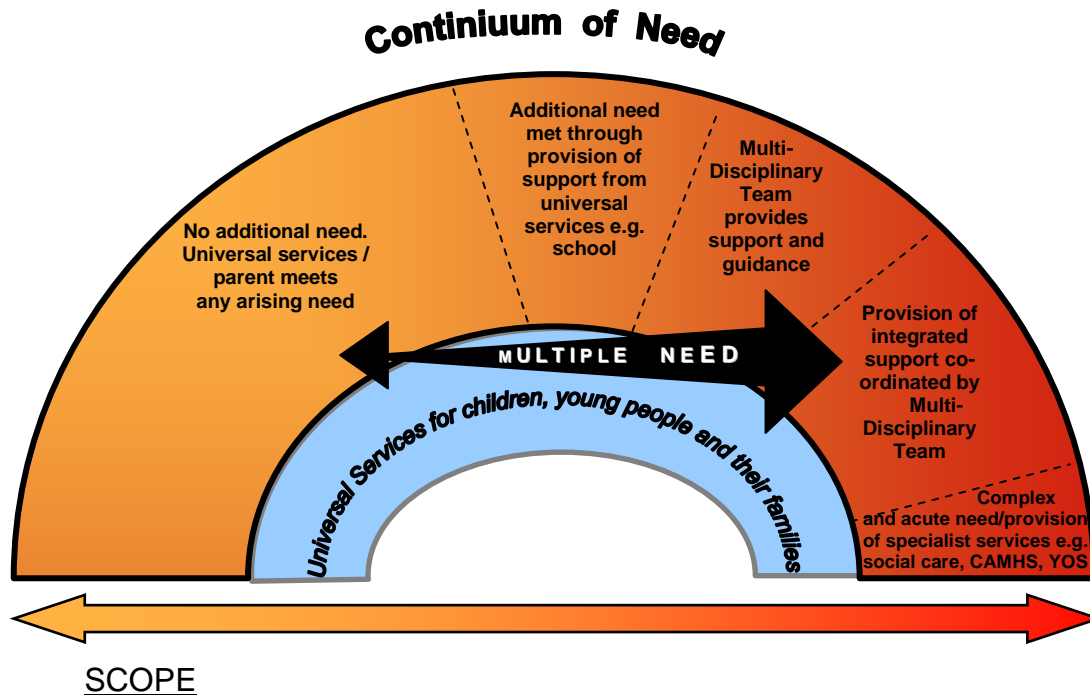 Continiuum of Need
No additional need.
Universal services /
parent meets
any arising need
Additional need
met through
provision of
support from
universal
services e.g.
school
Multi-
Disciplinary
Team
provides
support and
guidance
Provision of
integrated
support co-
ordinated by
Multi-
Disciplinary
Team
Complex
and acute need/provision
of specialist services e.g.
social care, CAMHS, YOS
MULTIPLE NEED
Universal Services for children, young people and their families
SCOPE